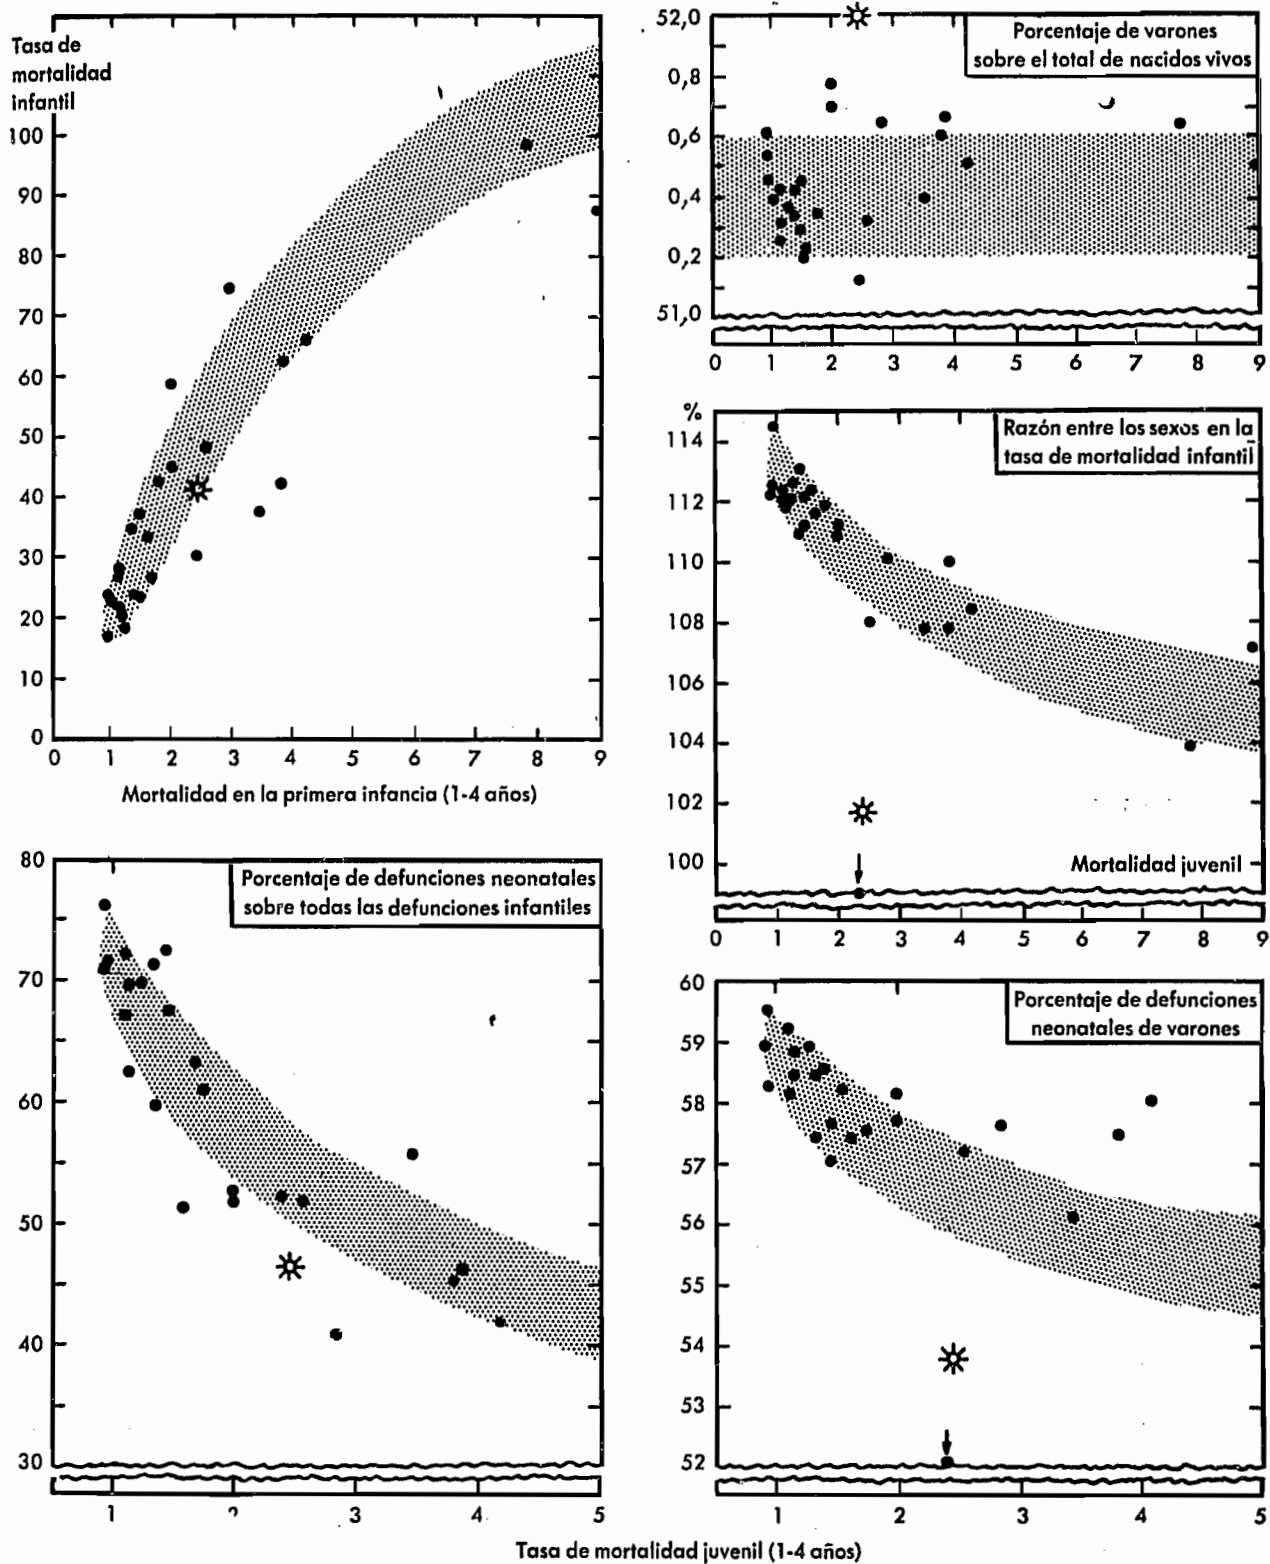 Tasa de
mortalidad
infantil
100
90
80
70
60
50
40
30
20
10
0
0 1 2 3 4 5 6 7 8 9
Mortalidad en la primera infancia (1-4 años)
Porcentaje de varones
sobre el total de nacidos vivos
52,0
0,8
0,6
0,4
0,2
51,0
0 1 2 3 4 5 6 7 8 9
%
Razón entre los sexos en la
tasa de mortalidad infantil
114
112
110
108
106
104
102
100
Mortalidad juvenil
0 1 2 3 4 5 6 7 8 9
80
Porcentaje de defunciones neonatales
sobre todas las defunciones infantiles
70
60
50
40
30
1 2 3 4 5
60
Porcentaje de defunciones
neonatales de varones
59
58
57
56
55
54
53
52
1 2 3 4 5
Tasa de mortalidad juvenil (1-4 años)